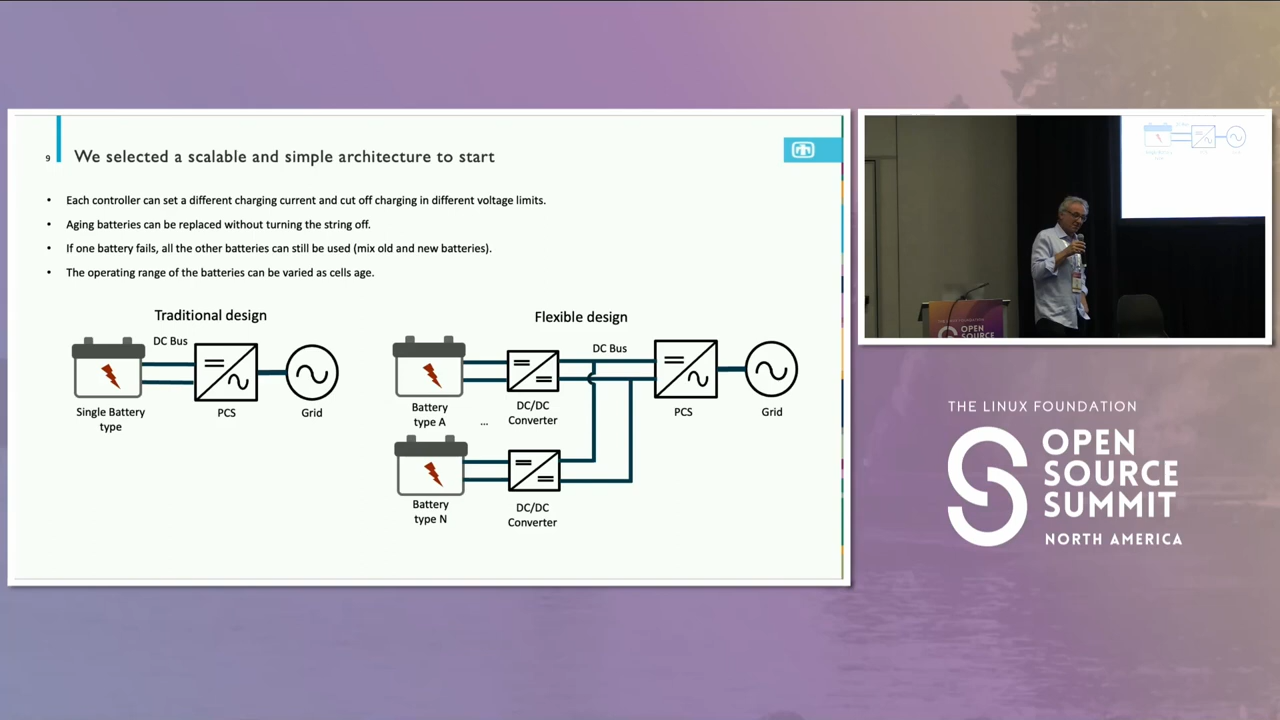 9
We selected a scalable and simple architecture to start
• Each controller can set a different charging current and cut off charging in different voltage limits.
• Aging batteries can be replaced without turning the string off.
• If one battery fails, all the other batteries can still be used (mix old and new batteries).
• The operating range of the batteries can be varied as cells age.
Traditional design
DC Bus
Single Battery
type
PCS
Grid
Flexible design
DC Bus
Battery
type A
...
DC/DC
Converter
PCS
Grid
Battery
type N
DC/DC
Converter
THE LINUX FOUNDATION
OPEN
SOURCE
THE LINUX FOUNDATION
OPEN
SOURCE
SUMMIT
NORTH AMERICA